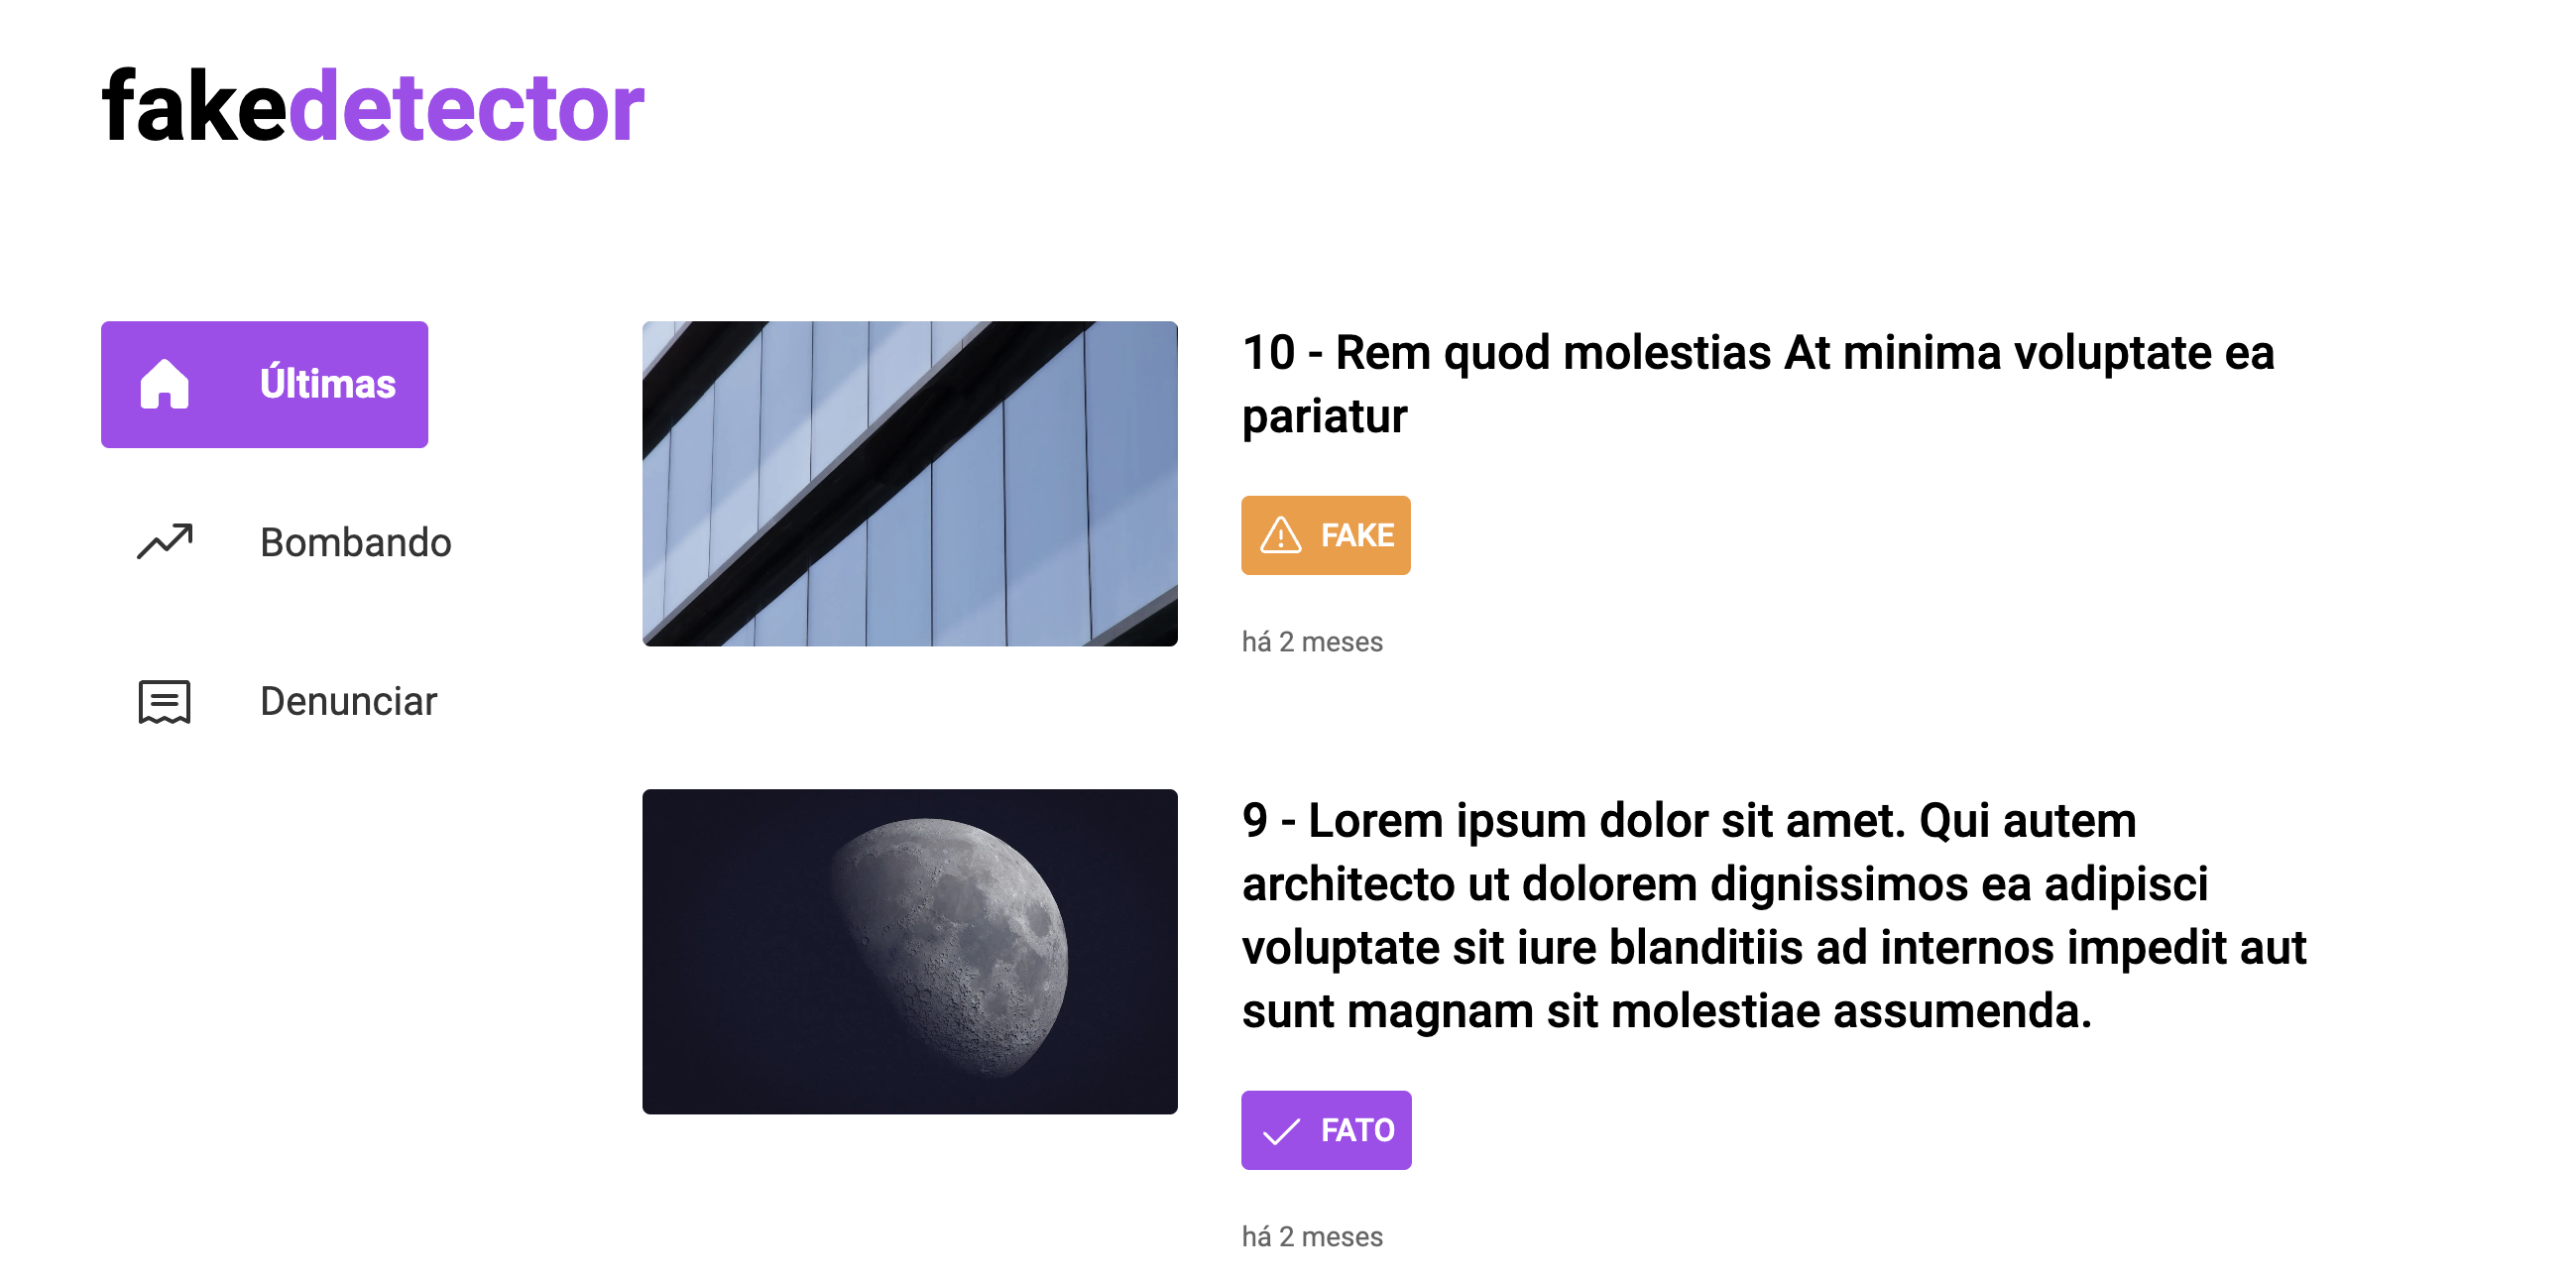 fakedetector
Últimas
Bombando
Denunciar
10 - Rem quod molestias At minima voluptate ea
pariatur
FAKE
há 2 meses
9 - Lorem ipsum dolor sit amet. Qui autem
architecto ut dolorem dignissimos ea adipisci
voluptate sit iure blanditiis ad internos impedit aut
sunt magnam sit molestiae assumenda.
FATO
há 2 meses